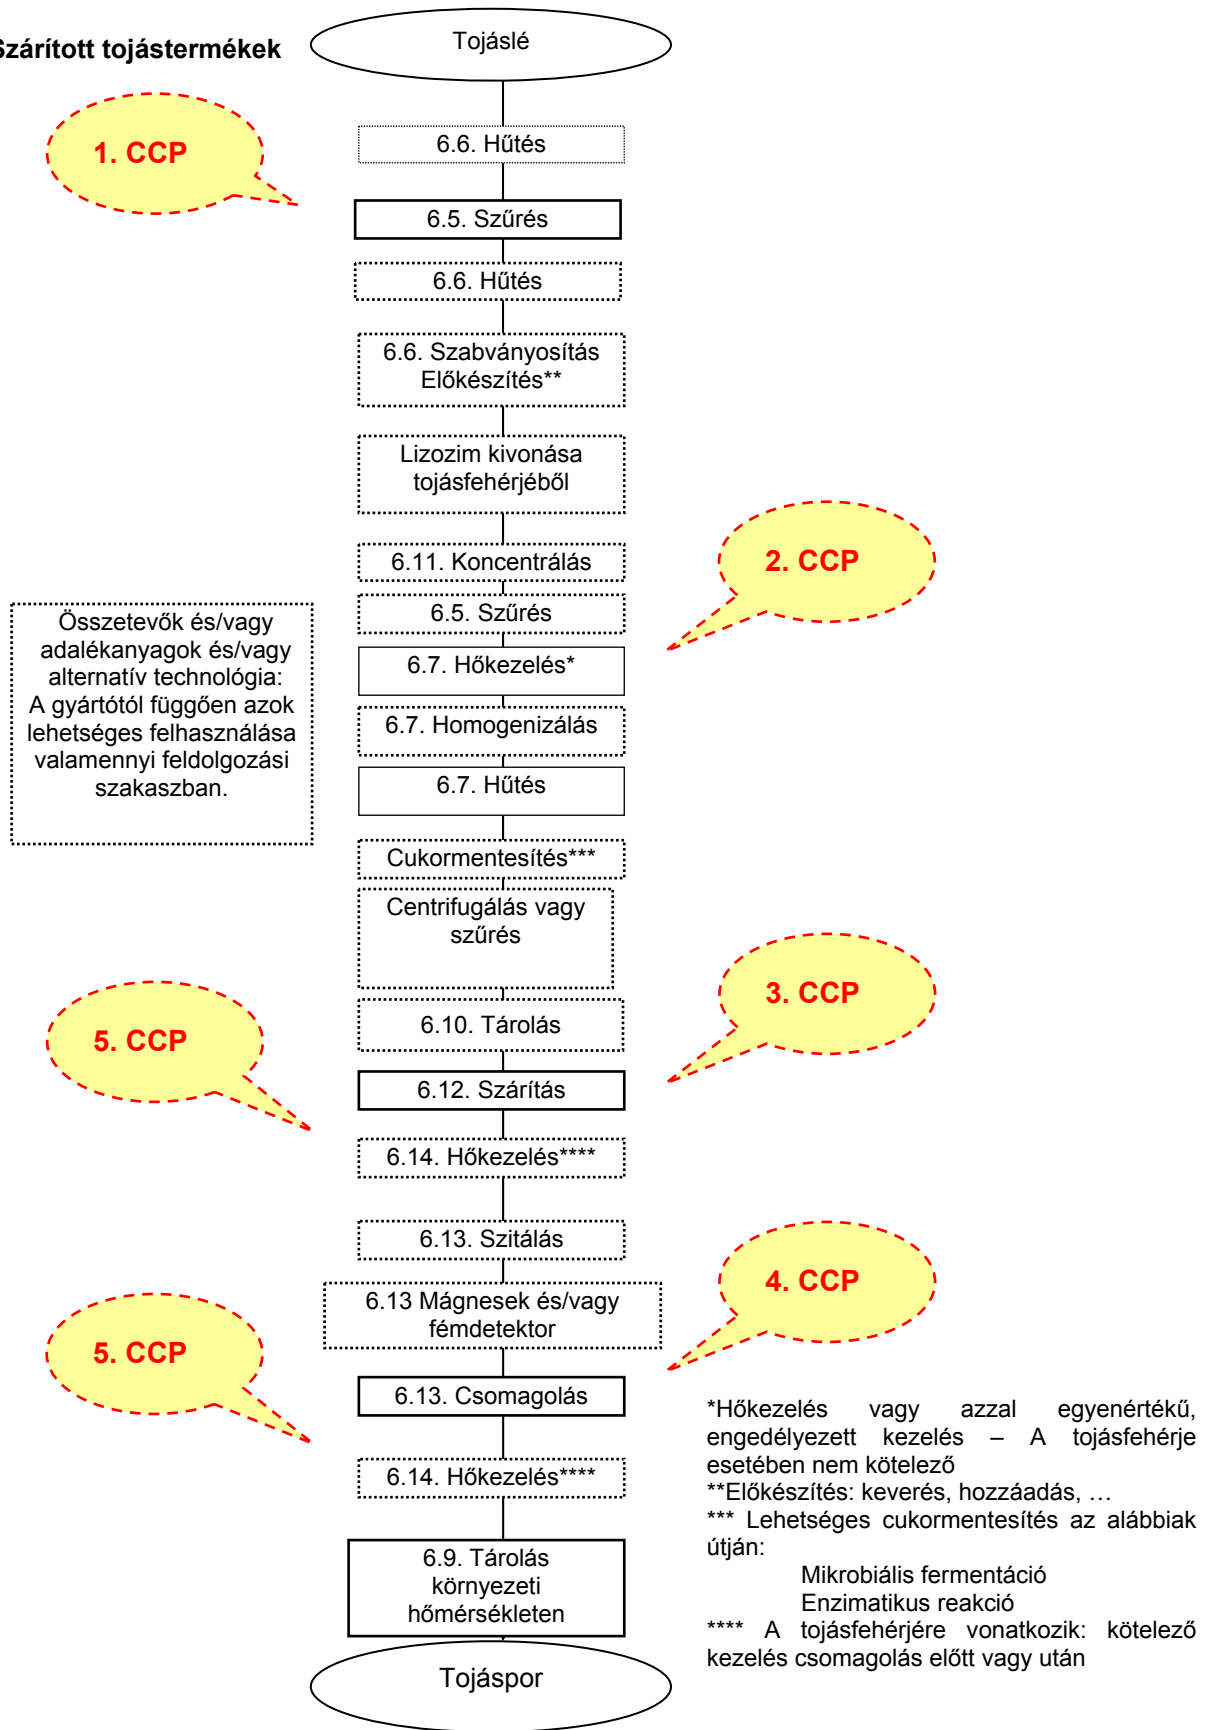 Szárított tojástermékek
Tojáslé
1. CCP
6.6. Hűtés
6.5. Szűrés
6.6. Hűtés
6.6. Szabványosítás
Előkészítés**
Lizozim kivonása
tojásfehérjéből
2. CCP
6.11. Koncentrálás
6.5. Szűrés
Összetevők és/vagy
adalékanyagok és/vagy
alternatív technológia:
A gyártótól függően azok
lehetséges felhasználása
valamennyi feldolgozási
szakaszban.
6.7. Hőkezelés*
6.7. Homogenizálás
6.7. Hűtés
Cukormentesítés***
Centrifugálás vagy
szűrés
3. CCP
6.10. Tárolás
5. CCP
6.12. Szárítás
6.14. Hőkezelés****
6.13. Szitálás
4. CCP
6.13 Mágnesek és/vagy
fémdetektor
5. CCP
6.13. Csomagolás
6.14. Hőkezelés****
6.9. Tárolás
környezeti
hőmérsékleten
Tojáspor
*Hőkezelés vagy azzal egyenértékű,
engedélyezett kezelés – A tojásfehérje
esetében nem kötelező
**Előkészítés: keverés, hozzáadás, …
*** Lehetséges cukormentesítés az alábbiak
útján:
Mikrobiális fermentáció
Enzimatikus reakció
**** A tojásfehérjére vonatkozik: kötelező
kezelés csomagolás előtt vagy után